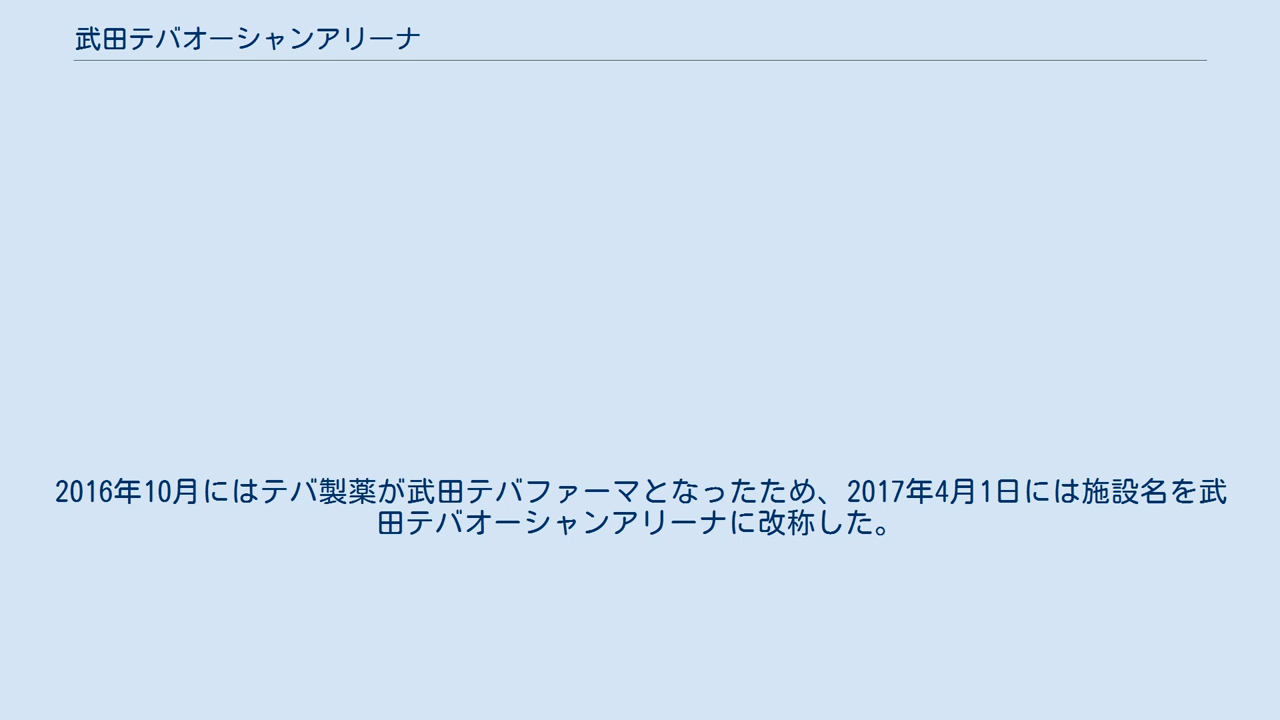 武田テバオーシャンアリーナ
2016年10月にはテバ製薬が武田テバファーマとなったため、2017年4月1日には施設名を武
田テバオーシャンアリーナに改称した。